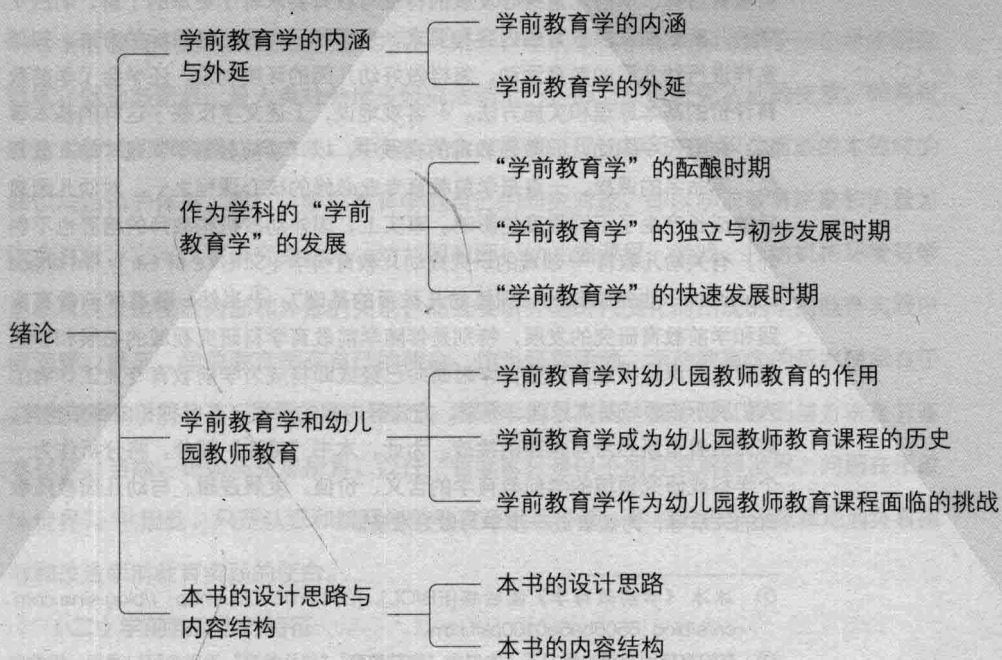 绪论
学前教育学的内涵
与外延
学前教育学的内涵
学前教育学的外延
作为学科的“学前
教育学”的发展
“学前教育学”的酝酿时期
“学前教育学”的独立与初步发展时期
“学前教育学”的快速发展时期
学前教育学和幼儿
园教师教育
学前教育学对幼儿园教师教育的作用
学前教育学成为幼儿园教师教育课程的历史
学前教育学作为幼儿园教师教育课程面临的挑战
本书的设计思路与
内容结构
本书的设计思路
本书的内容结构